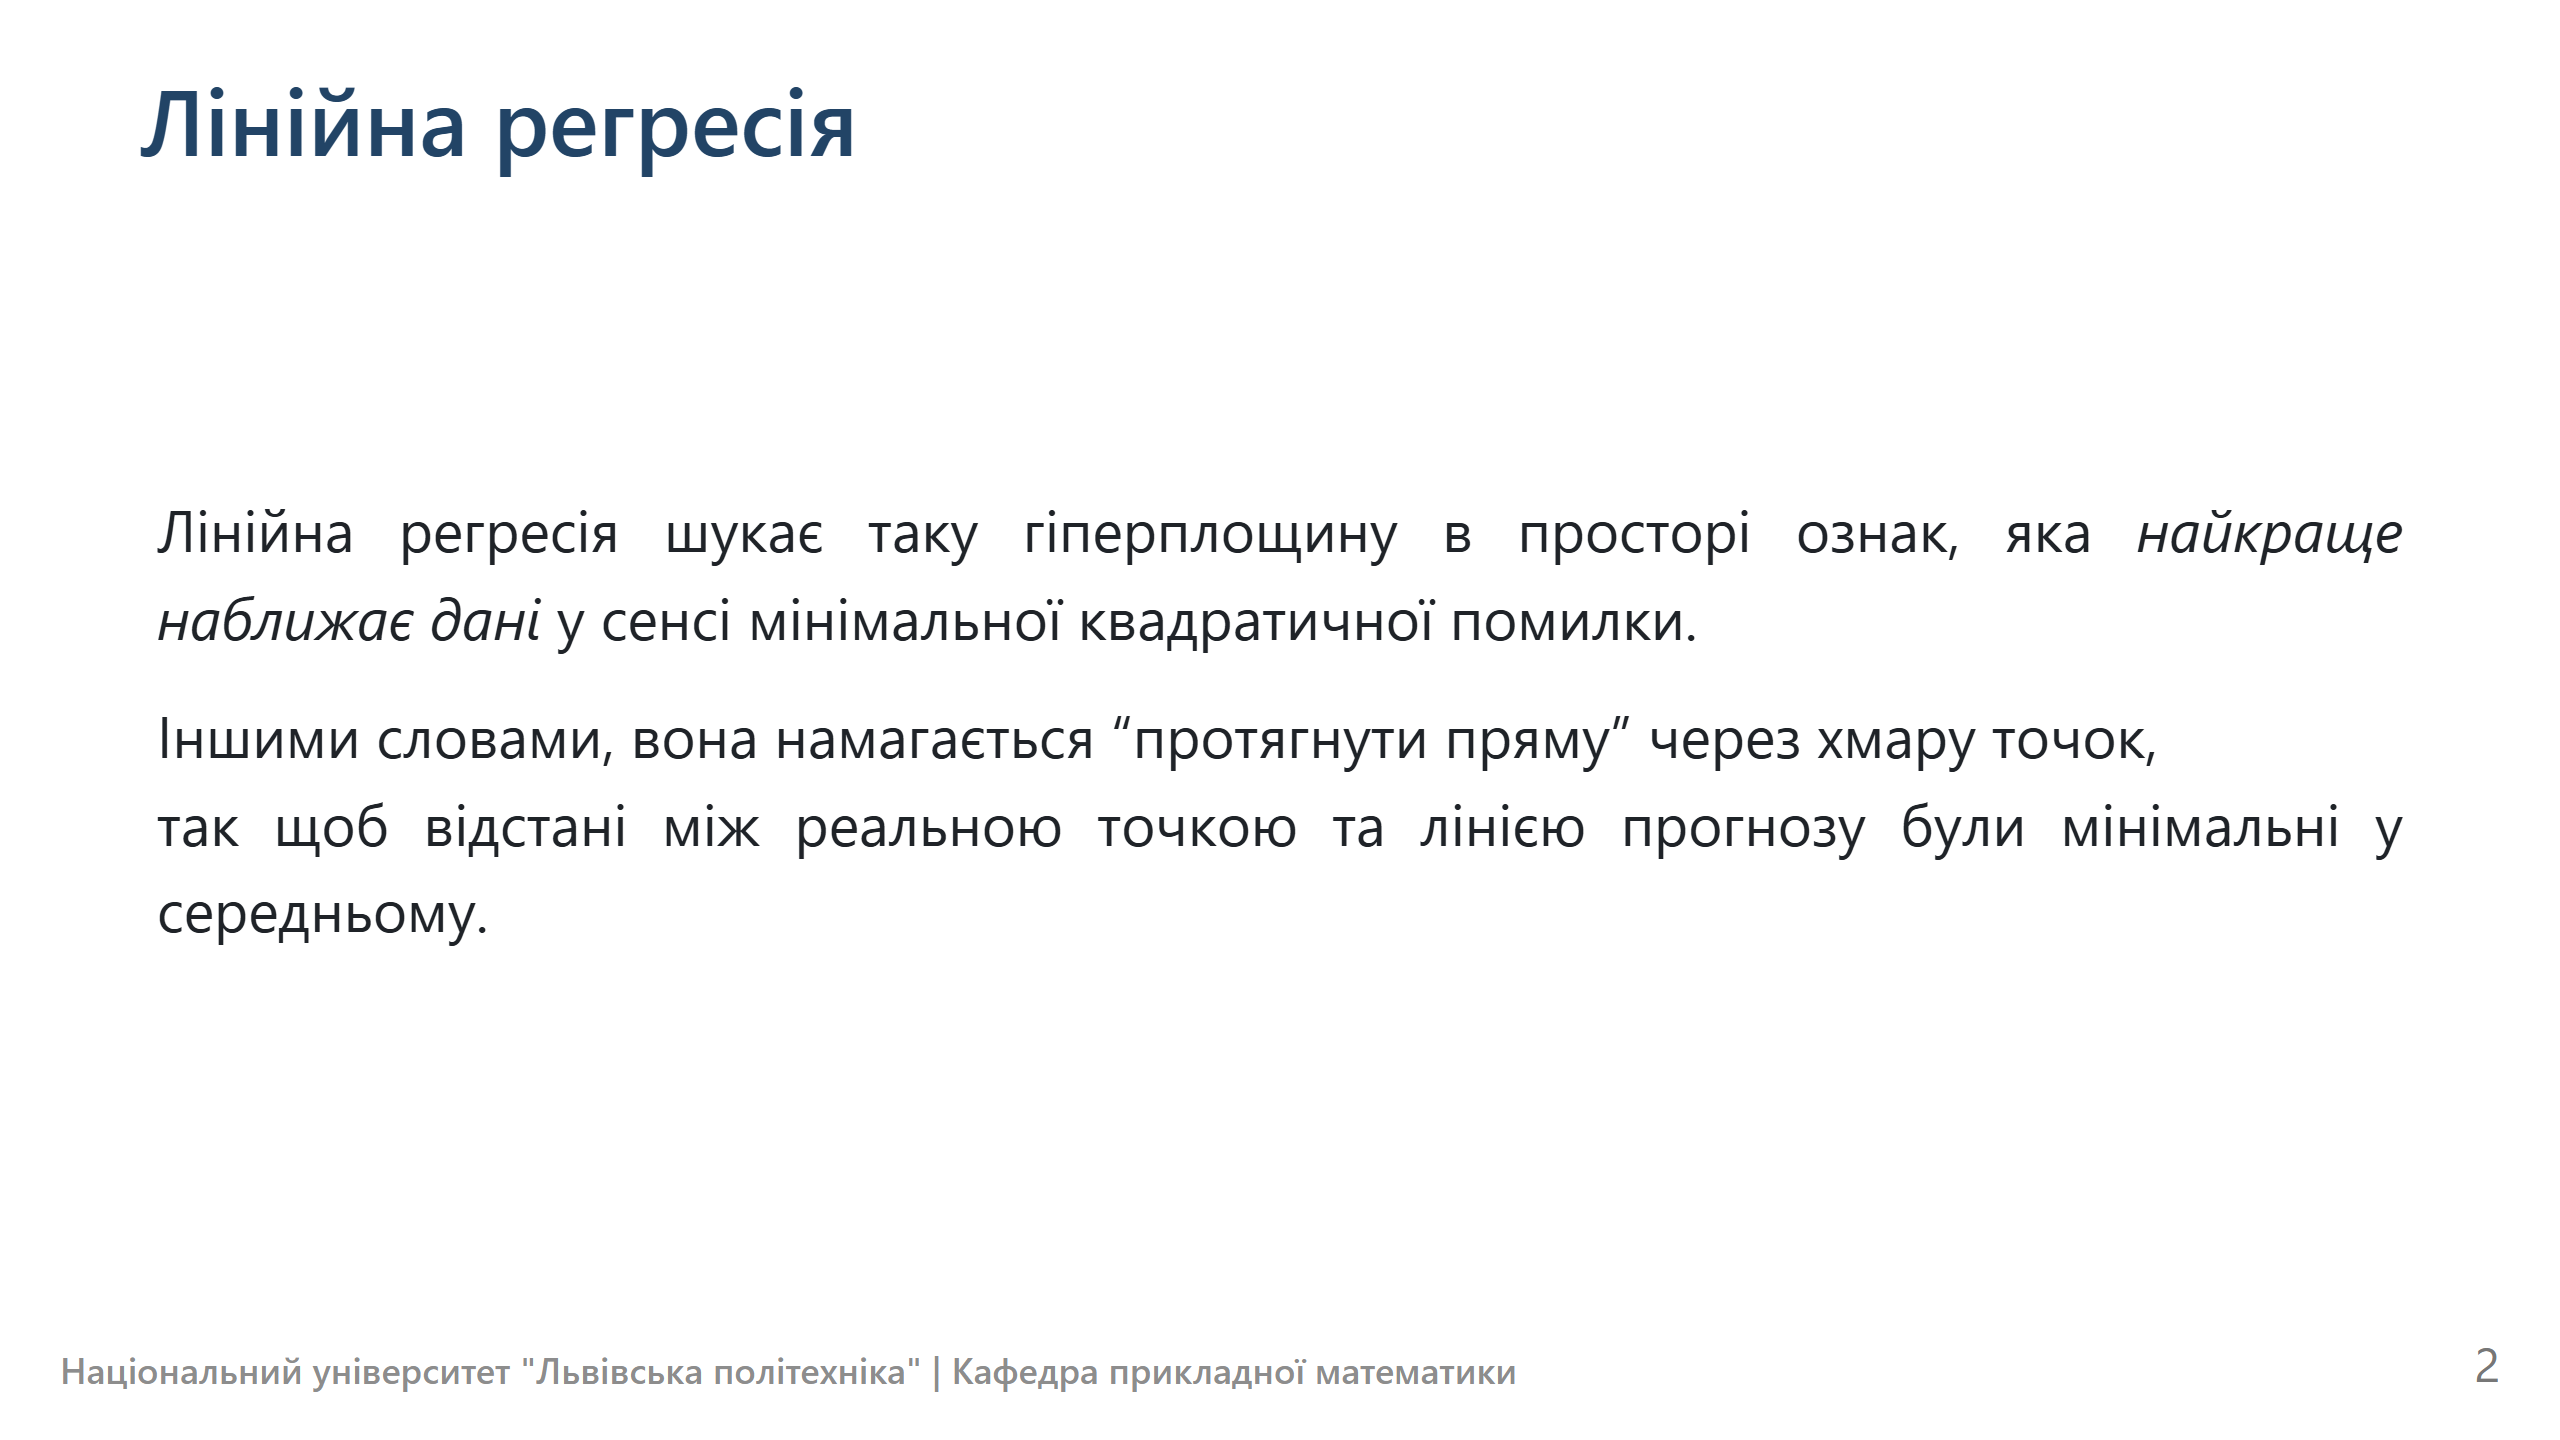 Лінійна регресія
Лінійна регресія шукає таку гіперплощину в просторі ознак, яка найкраще
наближає дані у сенсі мінімальної квадратичної помилки.
Іншими словами, вона намагається “протягнути пряму” через хмару точок,
так щоб відстані між реальною точкою та лінією прогнозу були мінімальні у
середньому.
Національний університет "Львівська політехніка" | Кафедра прикладної математики
2